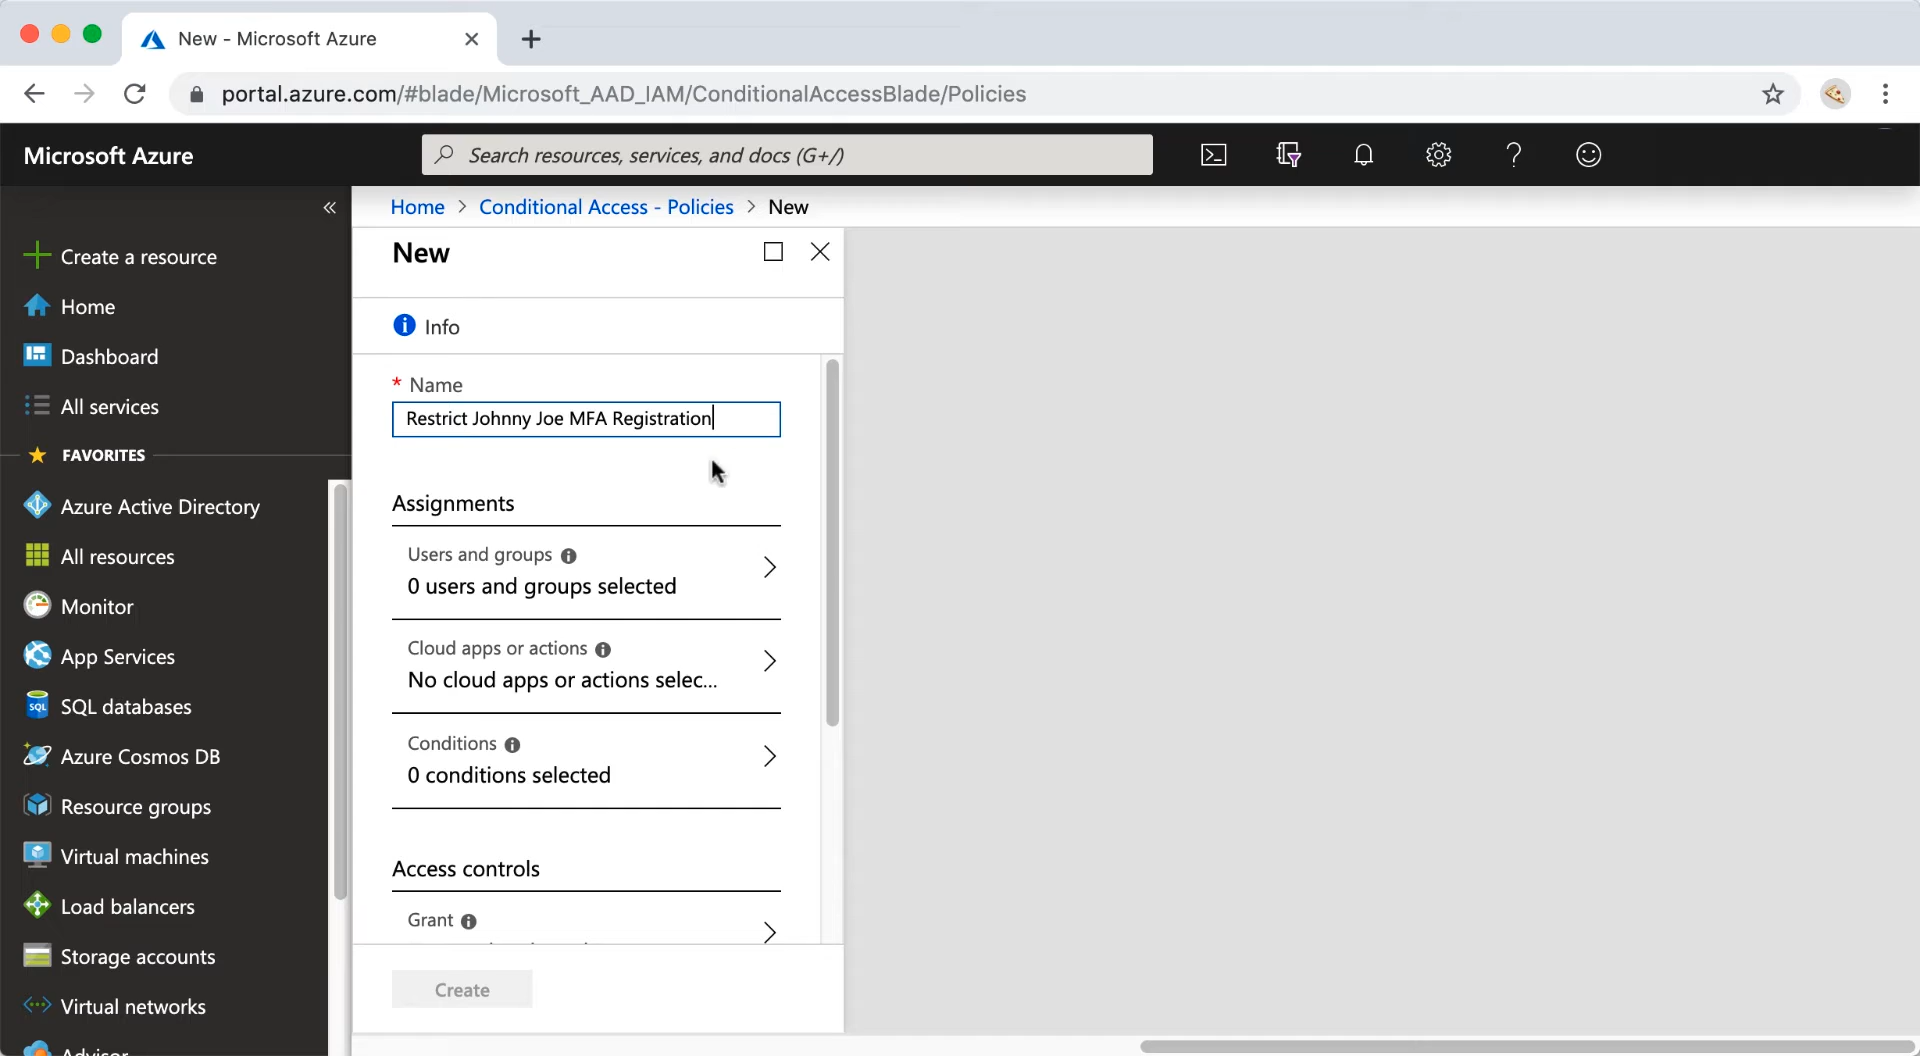 New - Microsoft Azure
portal.azure.com/#blade/Microsoft_AAD_IAM/ConditionalAccessBlade/Policies
Microsoft Azure
Search resources, services, and docs (G+/)
Home > Conditional Access - Policies > New
«
Create a resource
Home
Dashboard
All services
FAVORITES
Azure Active Directory
All resources
Monitor
App Services
SQL
SQL databases
Azure Cosmos DB
Resource groups
Virtual machines
Load balancers
Storage accounts
Virtual networks
Advisor
New
Info
* Name
Restrict Johnny Joe MFA Registration
Assignments
Users and groups
0 users and groups selected
Cloud apps or actions
No cloud apps or actions selec...
Conditions
0 conditions selected
Access controls
Grant
Create